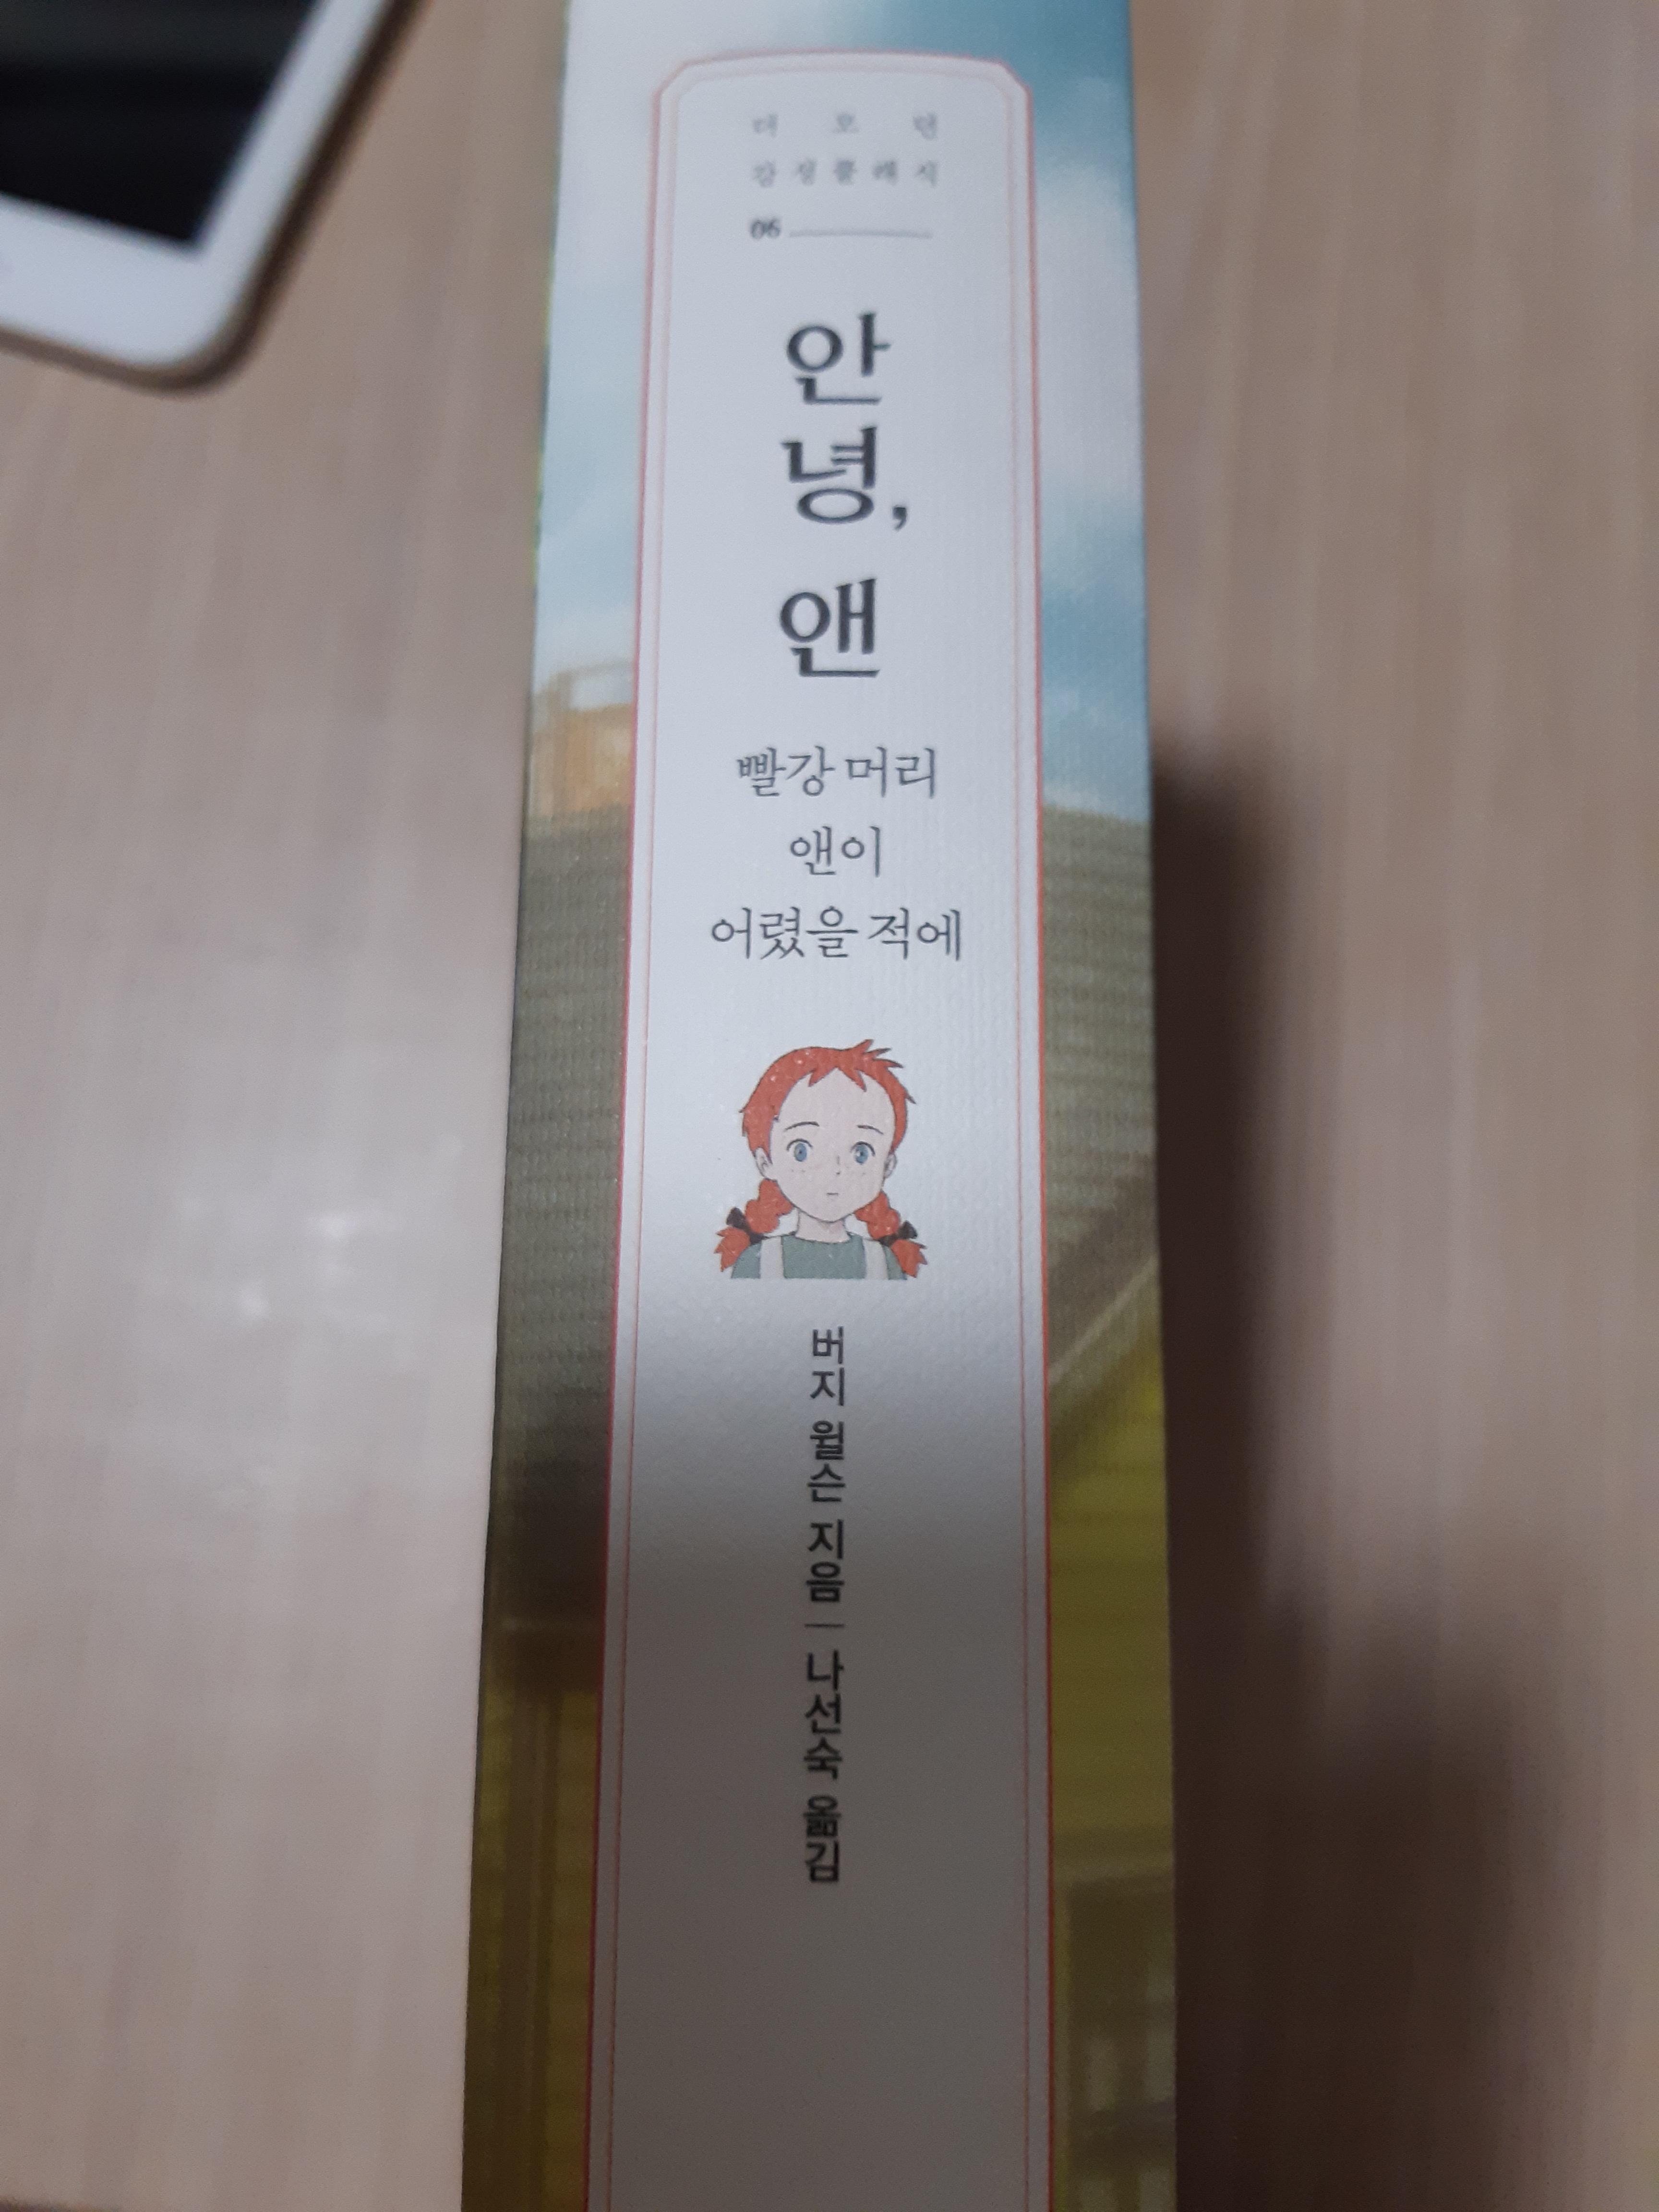 더 모 던
감 성 클 래 식
06
안
녕,
앤
빨강 머리
앤이
어렸을 적에
버지 윌슨 지음 | 나선숙 옮김